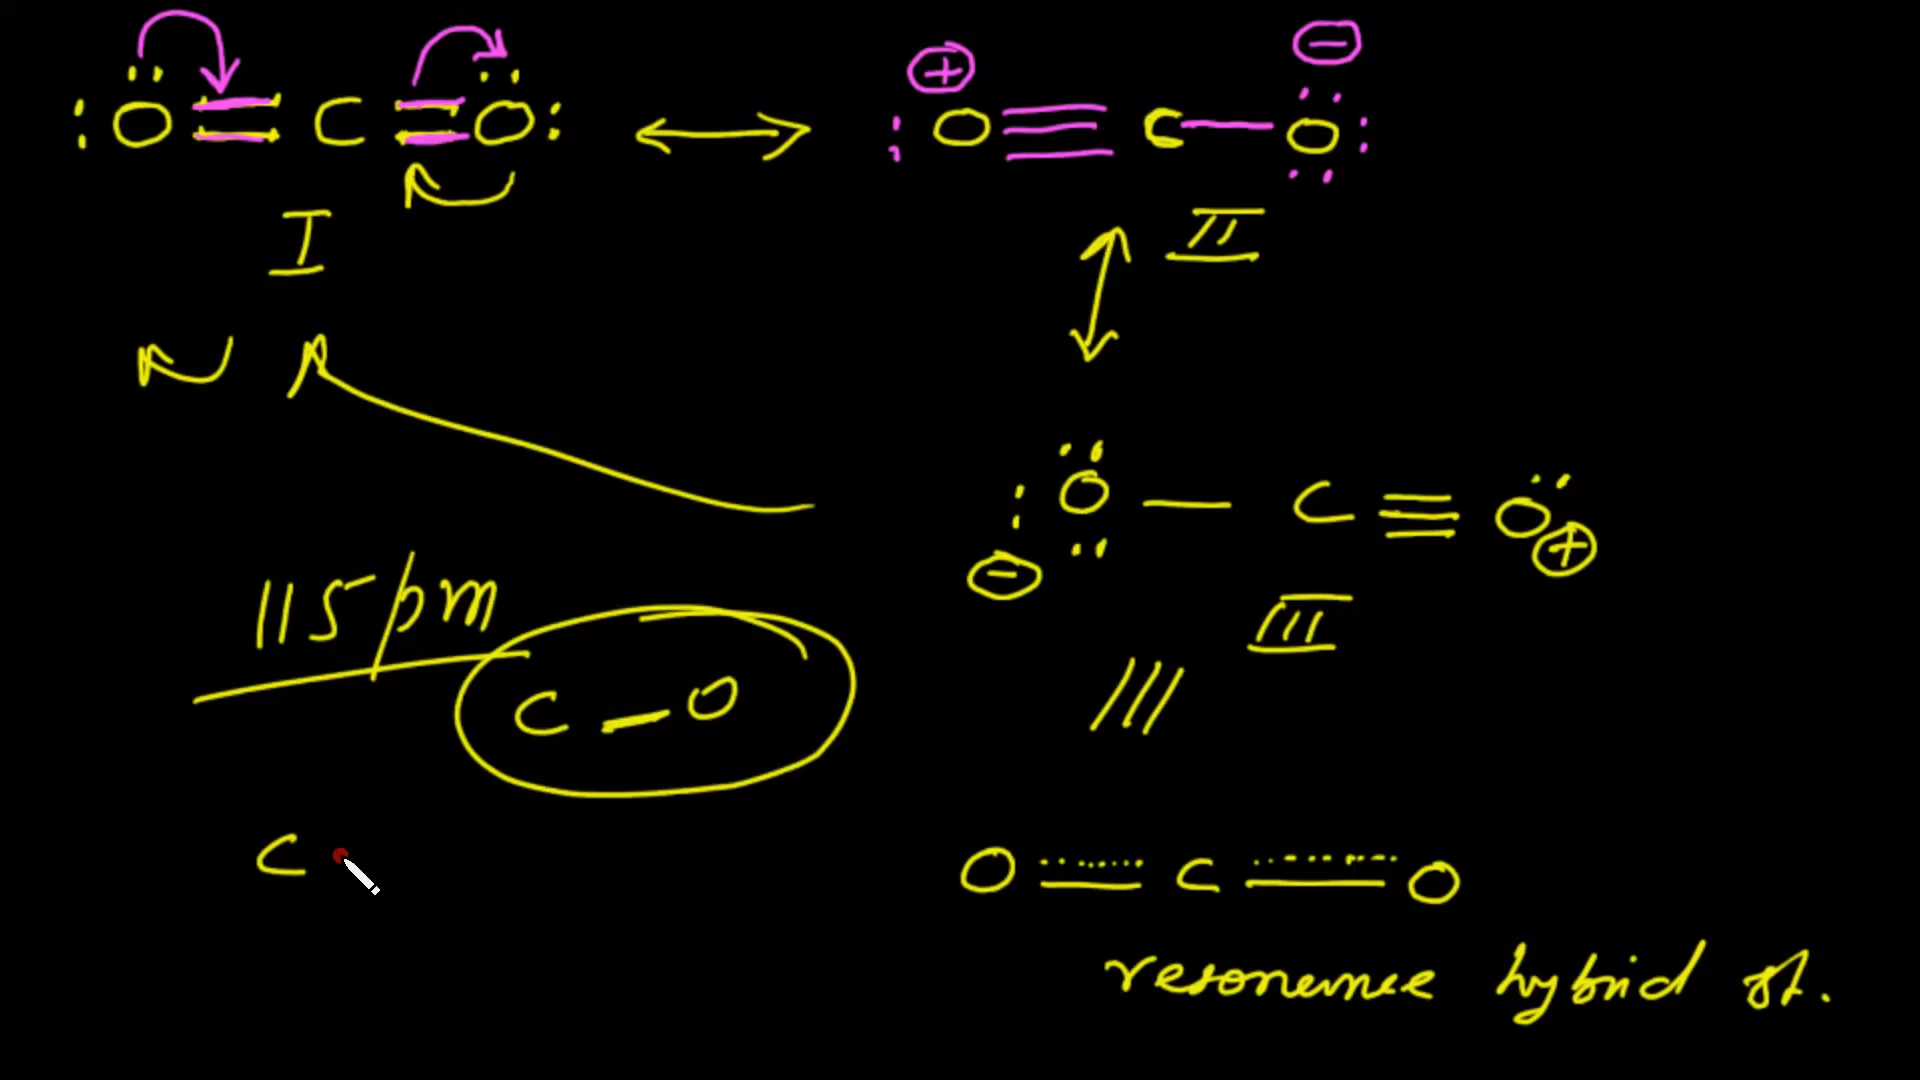 :Ö=C=Ö: ↔ :O≡C—O:
⊕ ⊖
I
II
O—C≡O
⊖ ⊕
III
115 pm
C—O
C
O=C=O
resonance hybrid st.